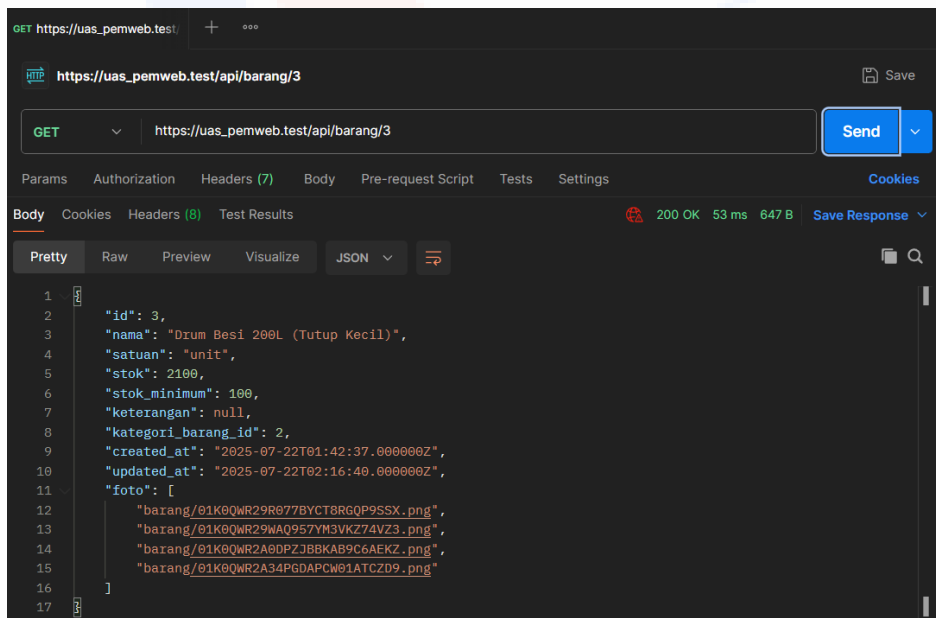 GET https://uas_pemweb.test/
HTTP https://uas_pemweb.test/api/barang/3 Save
GET https://uas_pemweb.test/api/barang/3 Send
Params Authorization Headers (7) Body Pre-request Script Tests Settings Cookies
Body Cookies Headers (8) Test Results 200 OK 53 ms 647 B Save Response
Pretty Raw Preview Visualize JSON
1 {
2 "id": 3,
3 "nama": "Drum Besi 200L (Tutup Kecil)",
4 "satuan": "unit",
5 "stok": 2100,
6 "stok_minimum": 100,
7 "keterangan": null,
8 "kategori_barang_id": 2,
9 "created_at": "2025-07-22T01:42:37.000000Z",
10 "updated_at": "2025-07-22T02:16:40.000000Z",
11 "foto": [
12 "barang/01K0QWR29R077BYCT8RGQP9SSX.png",
13 "barang/01K0QWR29WAQ957YM3VKZ74VZ3.png",
14 "barang/01K0QWR2A0DPZJBBKAB9C6AEKZ.png",
15 "barang/01K0QWR2A34PGDAPCW01ATCZD9.png"
16 ]
17 }